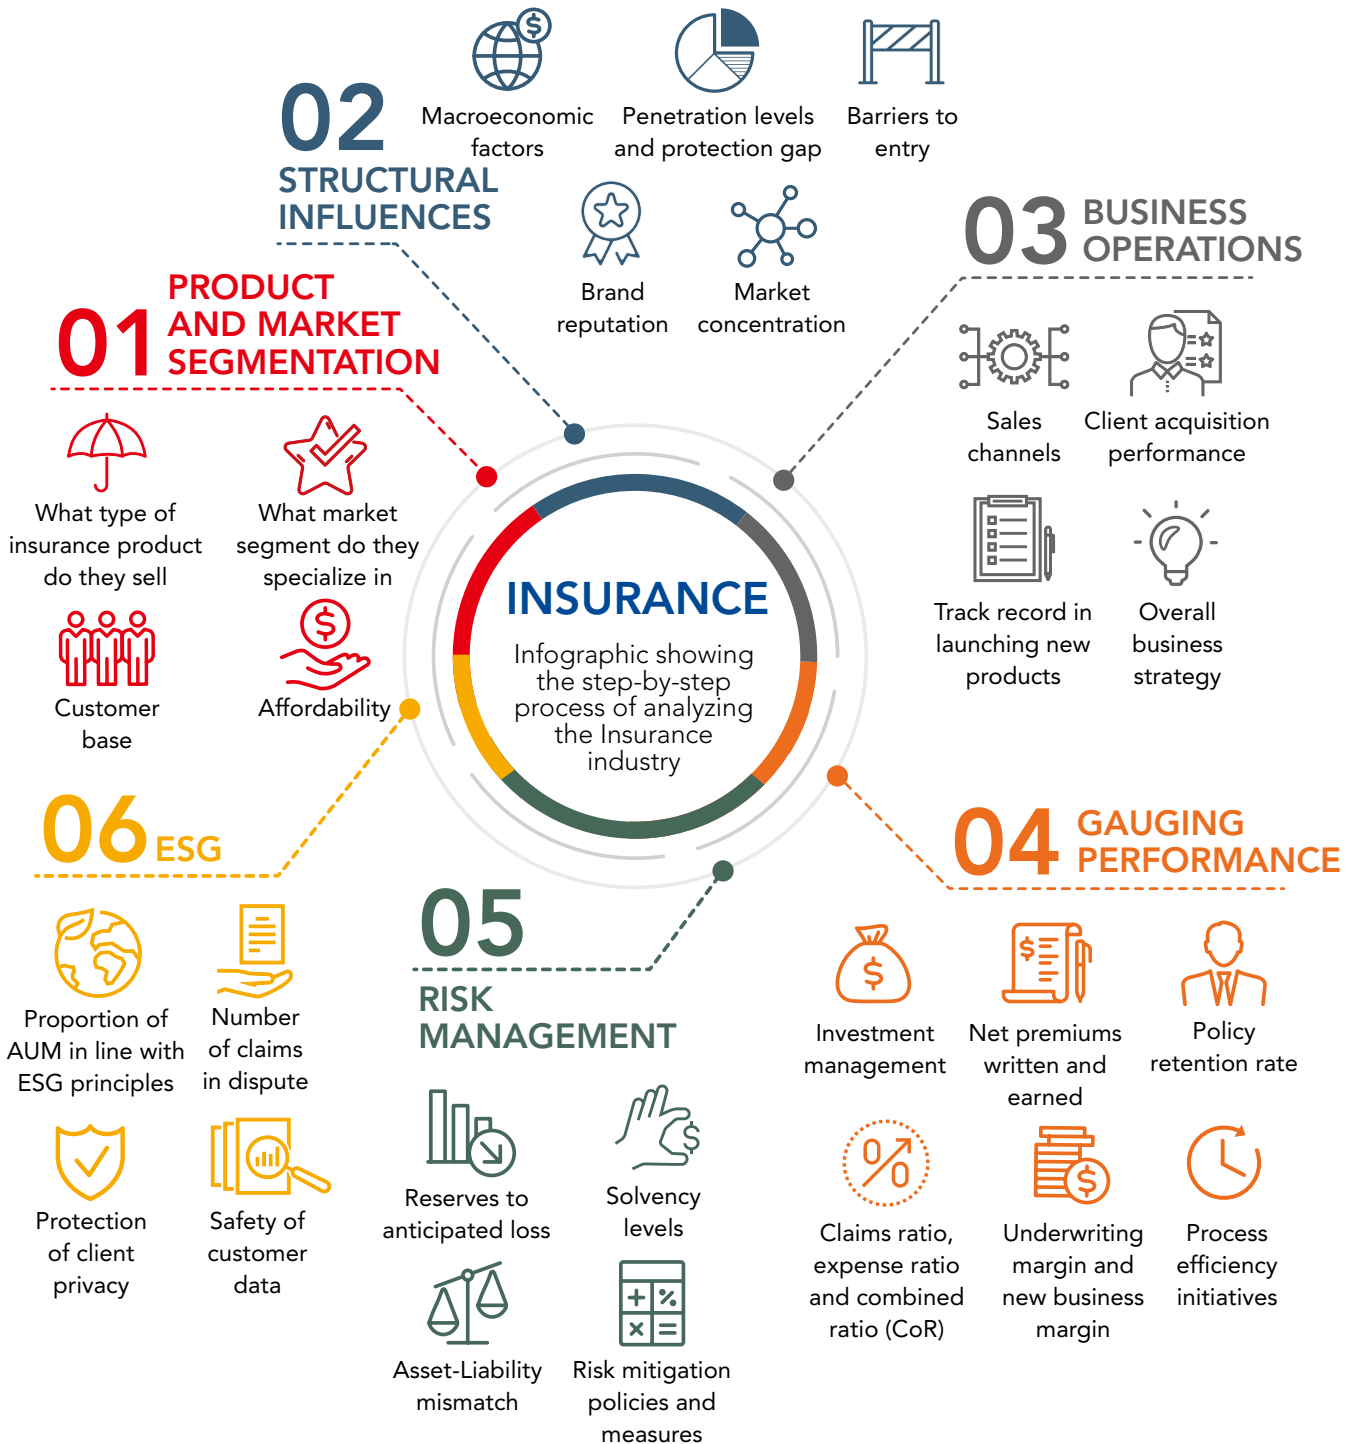 INSURANCE
Infographic showing
the step-by-step
process of analyzing
the Insurance
industry
01
PRODUCT
AND MARKET
SEGMENTATION
What type of
insurance product
do they sell
What market
segment do they
specialize in
Customer
base
Affordability
02
STRUCTURAL
INFLUENCES
Macroeconomic
factors
Penetration levels
and protection gap
Barriers to
entry
Brand
reputation
Market
concentration
03
BUSINESS
OPERATIONS
Sales
channels
Client acquisition
performance
Track record in
launching new
products
Overall
business
strategy
04
GAUGING
PERFORMANCE
Investment
management
Net premiums
written and
earned
Policy
retention rate
Claims ratio,
expense ratio
and combined
ratio (CoR)
Underwriting
margin and
new business
margin
Process
efficiency
initiatives
05
RISK
MANAGEMENT
Reserves to
anticipated loss
Solvency
levels
Asset-Liability
mismatch
Risk mitigation
policies and
measures
06
ESG
Proportion of
AUM in line with
ESG principles
Number
of claims
in dispute
Protection
of client
privacy
Safety of
customer
data